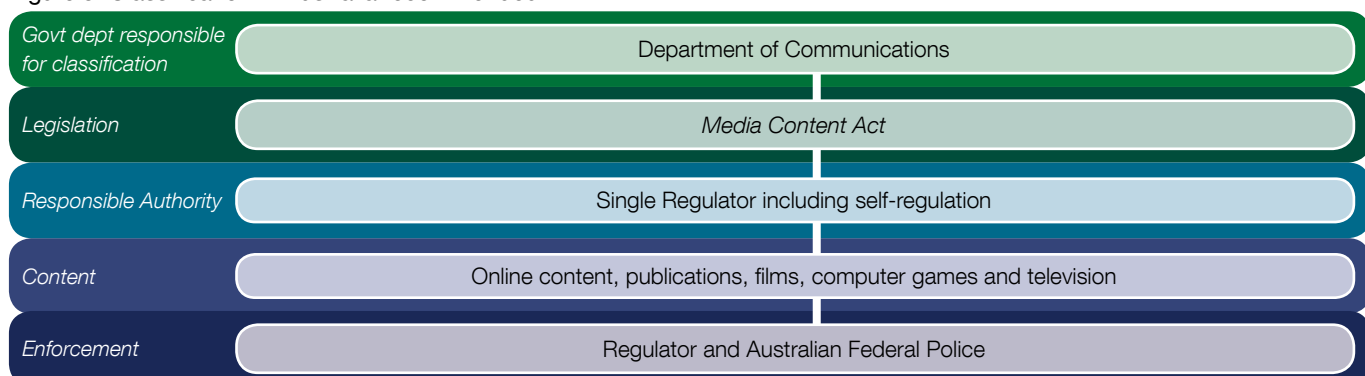 Govt dept responsible
for classification
Department of Communications
Legislation
Media Content Act
Responsible Authority
Single Regulator including self-regulation
Content
Online content, publications, films, computer games and television
Enforcement
Regulator and Australian Federal Police